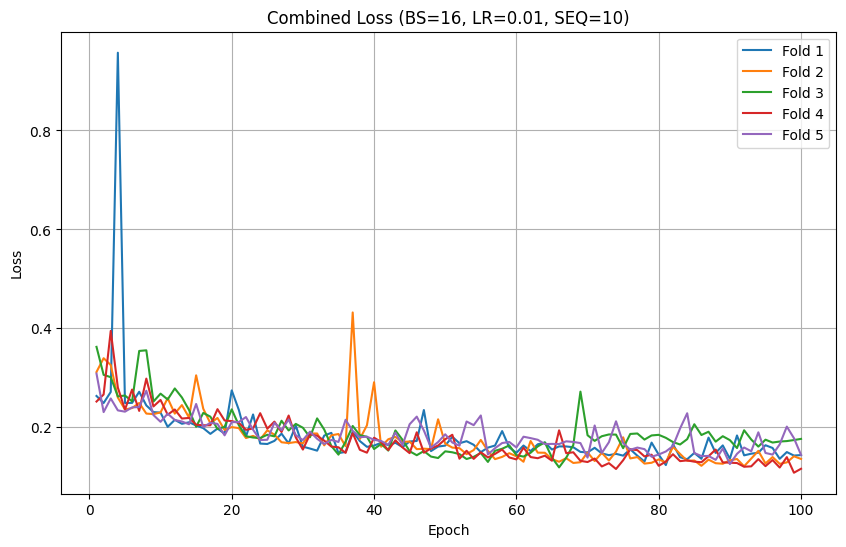 Combined Loss (BS=16, LR=0.01, SEQ=10)
Fold 1
Fold 2
Fold 3
Fold 4
Fold 5
Loss
0.8
0.6
0.4
0.2
0
20
40
60
80
100
Epoch